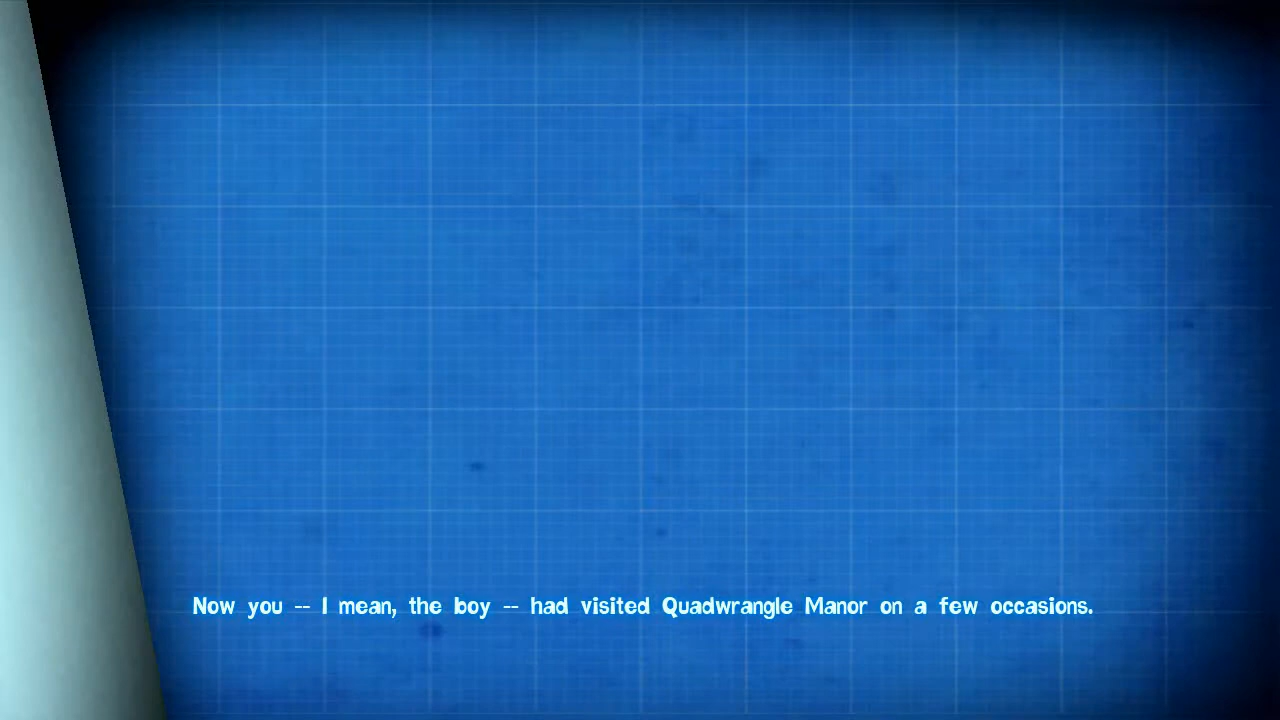 Now you -- I mean, the boy -- had visited Quadwrangle Manor on a few occasions.